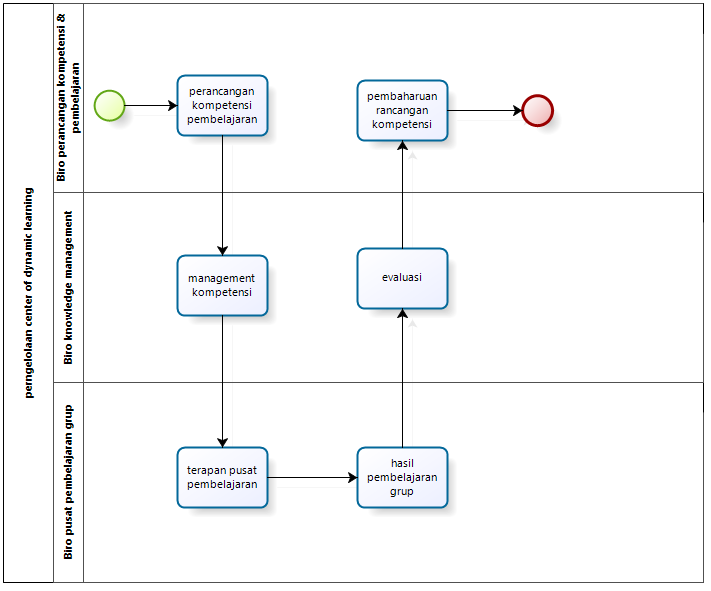 perngelolaan center of dynamic learning
Biro perancangan kompetensi &
pembelajaran
perancangan
kompetensi
pembelajaran
pembaharuan
rancangan
kompetensi
Biro knowledge management
management
kompetensi
evaluasi
Biro pusat pembelajaran grup
terapan pusat
pembelajaran
hasil
pembelajaran
grup